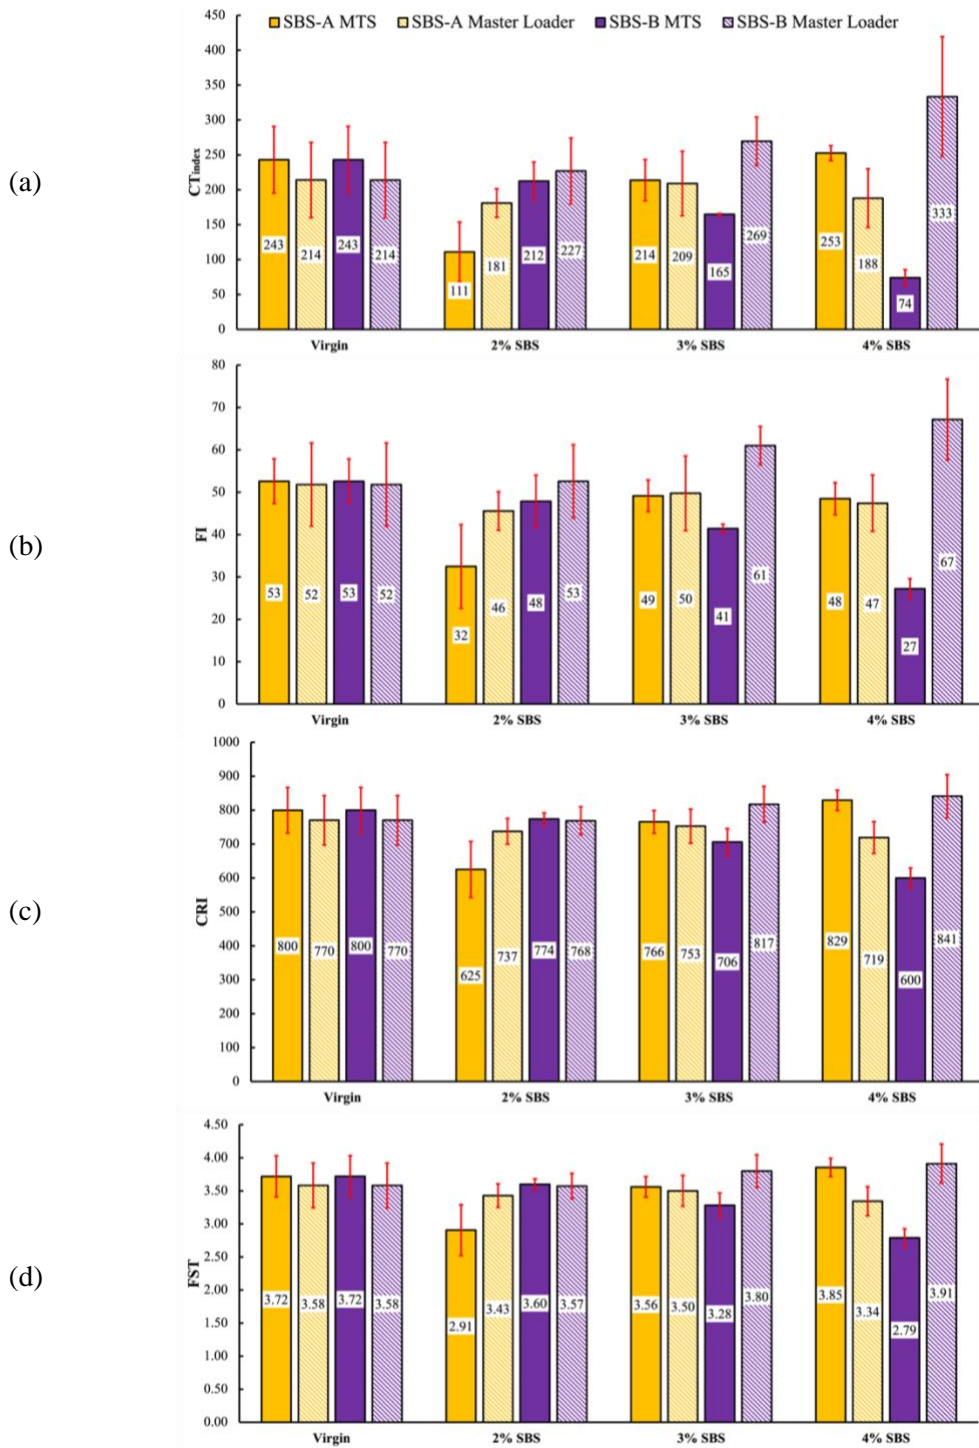 SBS-A MTS SBS-A Master Loader SBS-B MTS SBS-B Master Loader
(a)
CTindex
450
400
350
300
250
200
150
100
50
0
243 214 243 214
111 181 212 227
214 209 165 269
253 188 74 333
Virgin 2% SBS 3% SBS 4% SBS
(b)
FI
80
70
60
50
40
30
20
10
0
53 52 53 52
32 46 48 53
49 50 41 61
48 47 27 67
Virgin 2% SBS 3% SBS 4% SBS
(c)
CRI
1000
900
800
700
600
500
400
300
200
100
0
800 770 800 770
625 737 774 768
766 753 706 817
829 719 600 841
Virgin 2% SBS 3% SBS 4% SBS
(d)
FST
4.50
4.00
3.50
3.00
2.50
2.00
1.50
1.00
0.50
0.00
3.72 3.58 3.72 3.58
2.91 3.43 3.60 3.57
3.56 3.50 3.28 3.80
3.85 3.34 2.79 3.91
Virgin 2% SBS 3% SBS 4% SBS